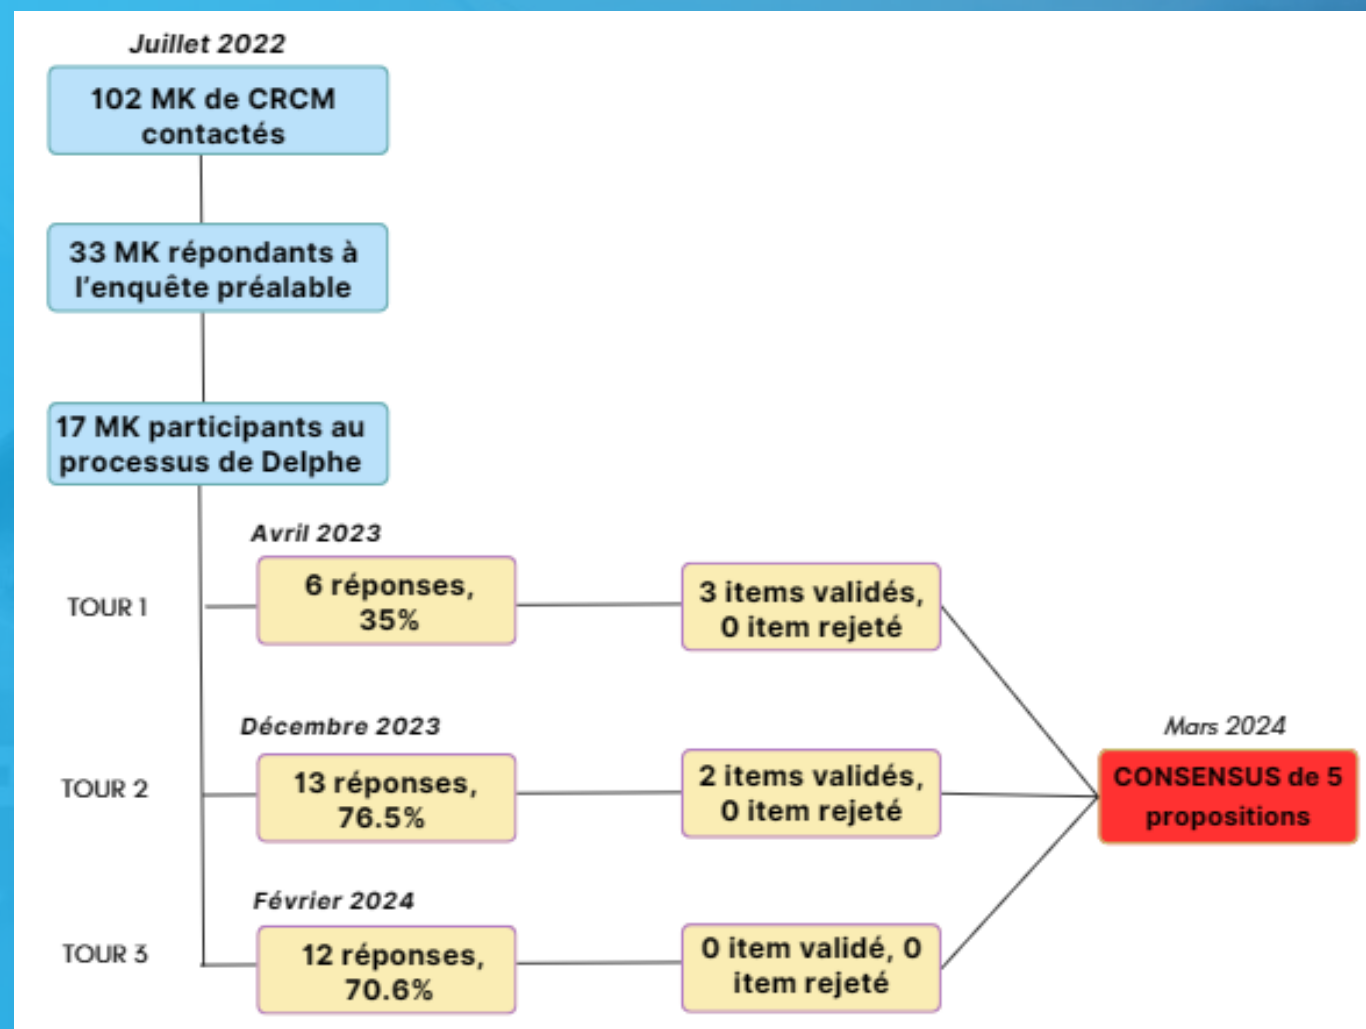 Juillet 2022
102 MK de CRCM
contactés
33 MK répondants à
l'enquête préalable
17 MK participants au
processus de Delphe
Avril 2023
TOUR 1
6 réponses,
35%
3 items validés,
0 item rejeté
Décembre 2023
TOUR 2
13 réponses,
76.5%
2 items validés,
0 item rejeté
Mars 2024
CONSENSUS de 5
propositions
Février 2024
TOUR 3
12 réponses,
70.6%
0 item validé, 0
item rejeté